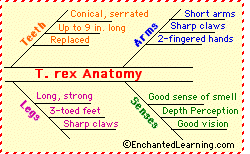 Teeth
Conical, serrated
Up to 9 in. long
Replaced
Arms
Short arms
Sharp claws
2-fingered hands
T. rex Anatomy
Legs
Long, strong
3-toed feet
Sharp claws
Senses
Good sense of smell
Depth Perception
Good vision
©EnchantedLearning.com